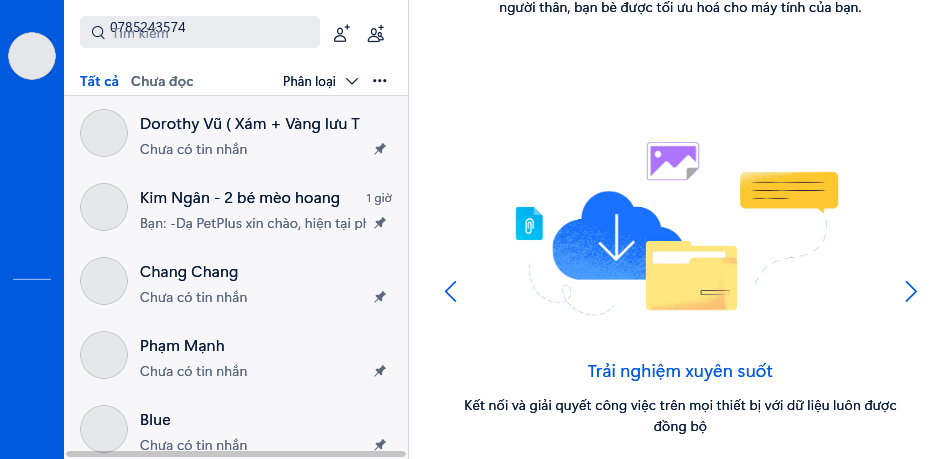 0785243574
Tìm kiếm
Tất cả
Chưa đọc
Phân loại
Dorothy Vũ ( Xám + Vàng lưu T
Chưa có tin nhắn
Kim Ngân - 2 bé mèo hoang
1 giờ
Bạn: -Dạ PetPlus xin chào, hiện tại
Chang Chang
Chưa có tin nhắn
Phạm Mạnh
Chưa có tin nhắn
Blue
Chưa có tin nhắn
người thân, bạn bè được tối ưu hoá cho máy tính của bạn.
Trải nghiệm xuyên suốt
Kết nối và giải quyết công việc trên mọi thiết bị với dữ liệu luôn được
đồng bộ